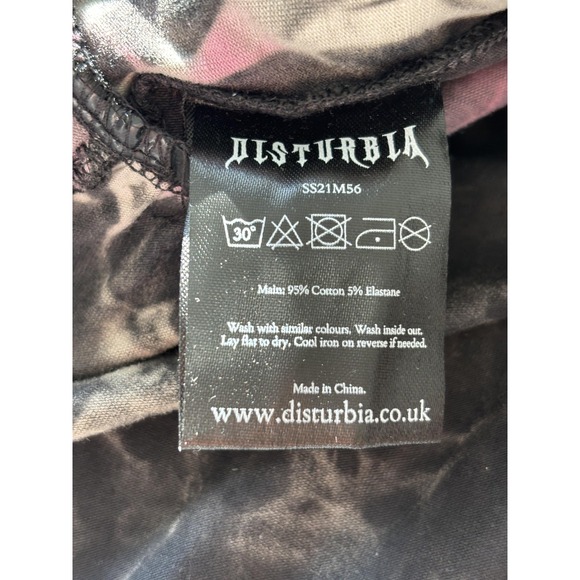 DISTURBIA
SS21M56
30°
Main: 95% Cotton 5% Elastane
Wash with similar colours. Wash inside out.
Lay flat to dry. Cool iron on reverse if needed.
Made in China.
www.disturbia.co.uk